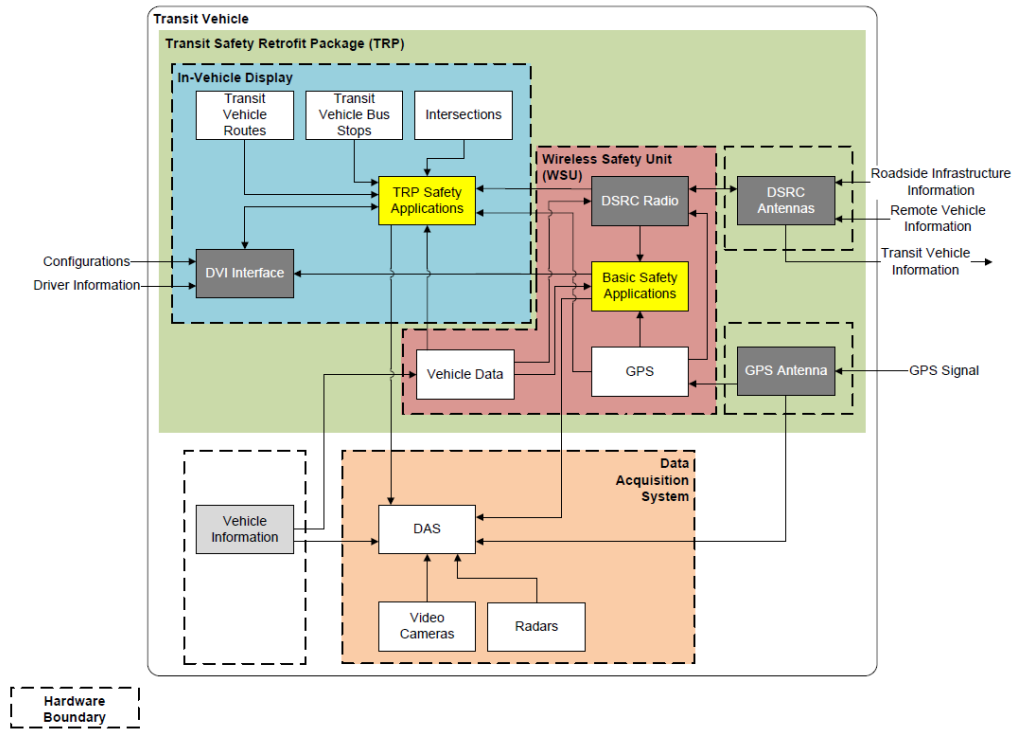 Transit Vehicle
Transit Safety Retrofit Package (TRP)
In-Vehicle Display
Transit
Vehicle
Routes
Transit
Vehicle Bus
Stops
Intersections
TRP Safety
Applications
DVI Interface
Configurations
Driver Information
Wireless Safety Unit
(WSU)
DSRC Radio
Basic Safety
Applications
Vehicle Data
GPS
DSRC
Antennas
Roadside Infrastructure
Information
Remote Vehicle
Information
Transit Vehicle
Information
GPS Antenna
GPS Signal
Vehicle
Information
Data
Acquisition
System
DAS
Video
Cameras
Radars
Hardware
Boundary